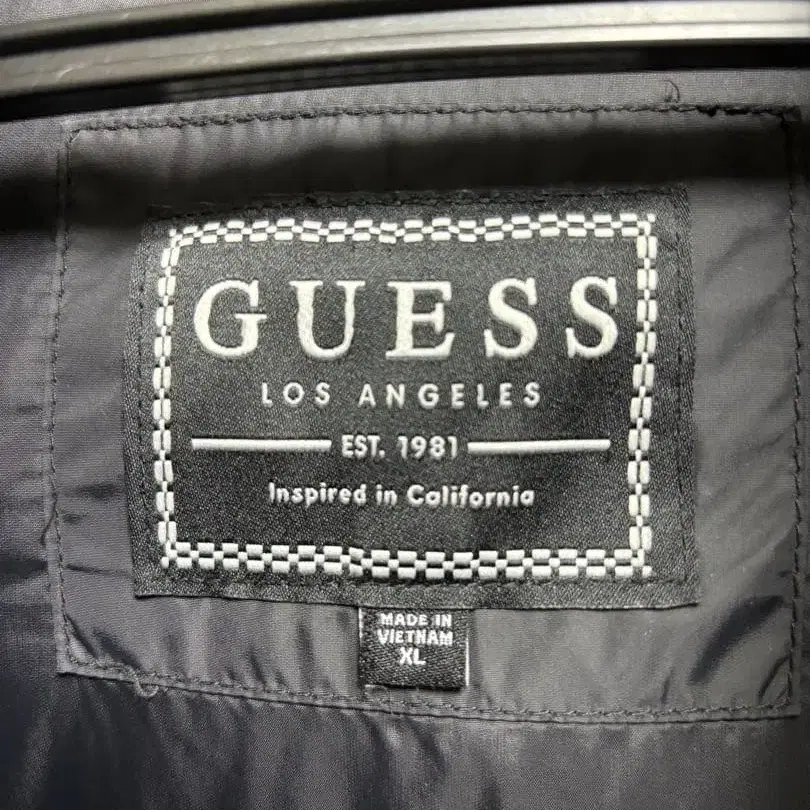 GUESS
LOS ANGELES
EST. 1981
Inspired in California
MADE IN
VIETNAM
XL